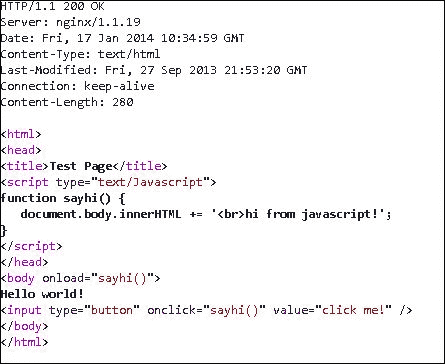 HTTP/1.1 200 OK
Server: nginx/1.1.19
Date: Fri, 17 Jan 2014 10:34:59 GMT
Content-Type: text/html
Last-Modified: Fri, 27 Sep 2013 21:53:20 GMT
Connection: keep-alive
Content-Length: 280
<html>
<head>
<title>Test Page</title>
<script type="text/Javascript">
function sayhi() {
   document.body.innerHTML += '<br>hi from javascript!';
}
</script>
</head>
<body onload="sayhi()">
Hello world!
<input type="button" onclick="sayhi()" value="click me!" />
</body>
</html>